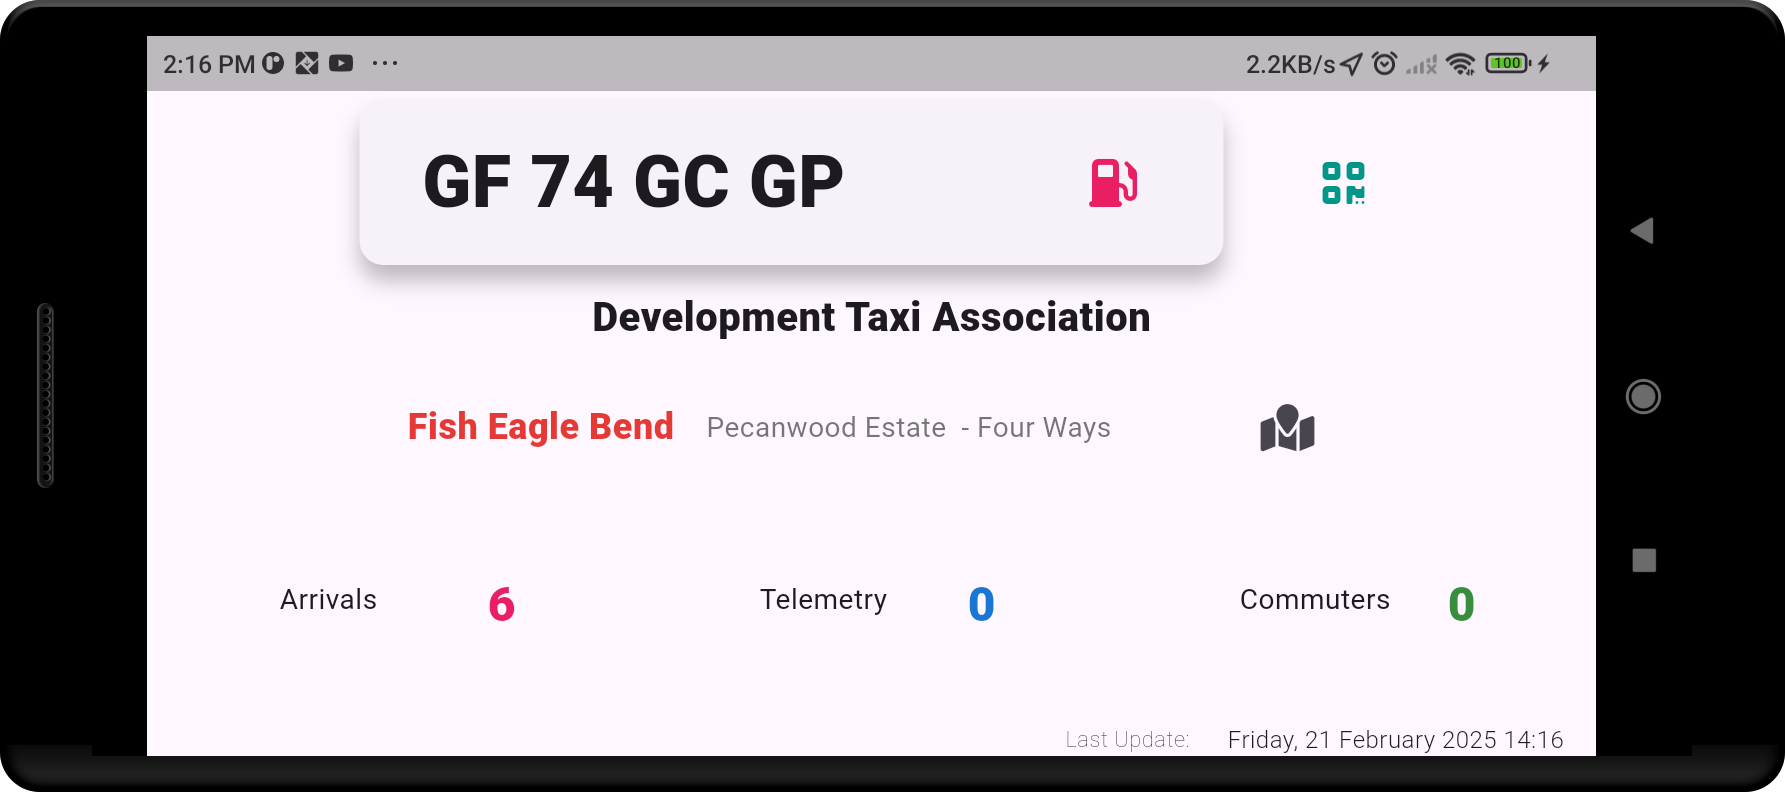 2:16 PM 2.2KB/s 100
GF 74 GC GP
Development Taxi Association
Fish Eagle Bend Pecanwood Estate - Four Ways
Arrivals 6 Telemetry 0 Commuters 0
Last Update: Friday, 21 February 2025 14:16